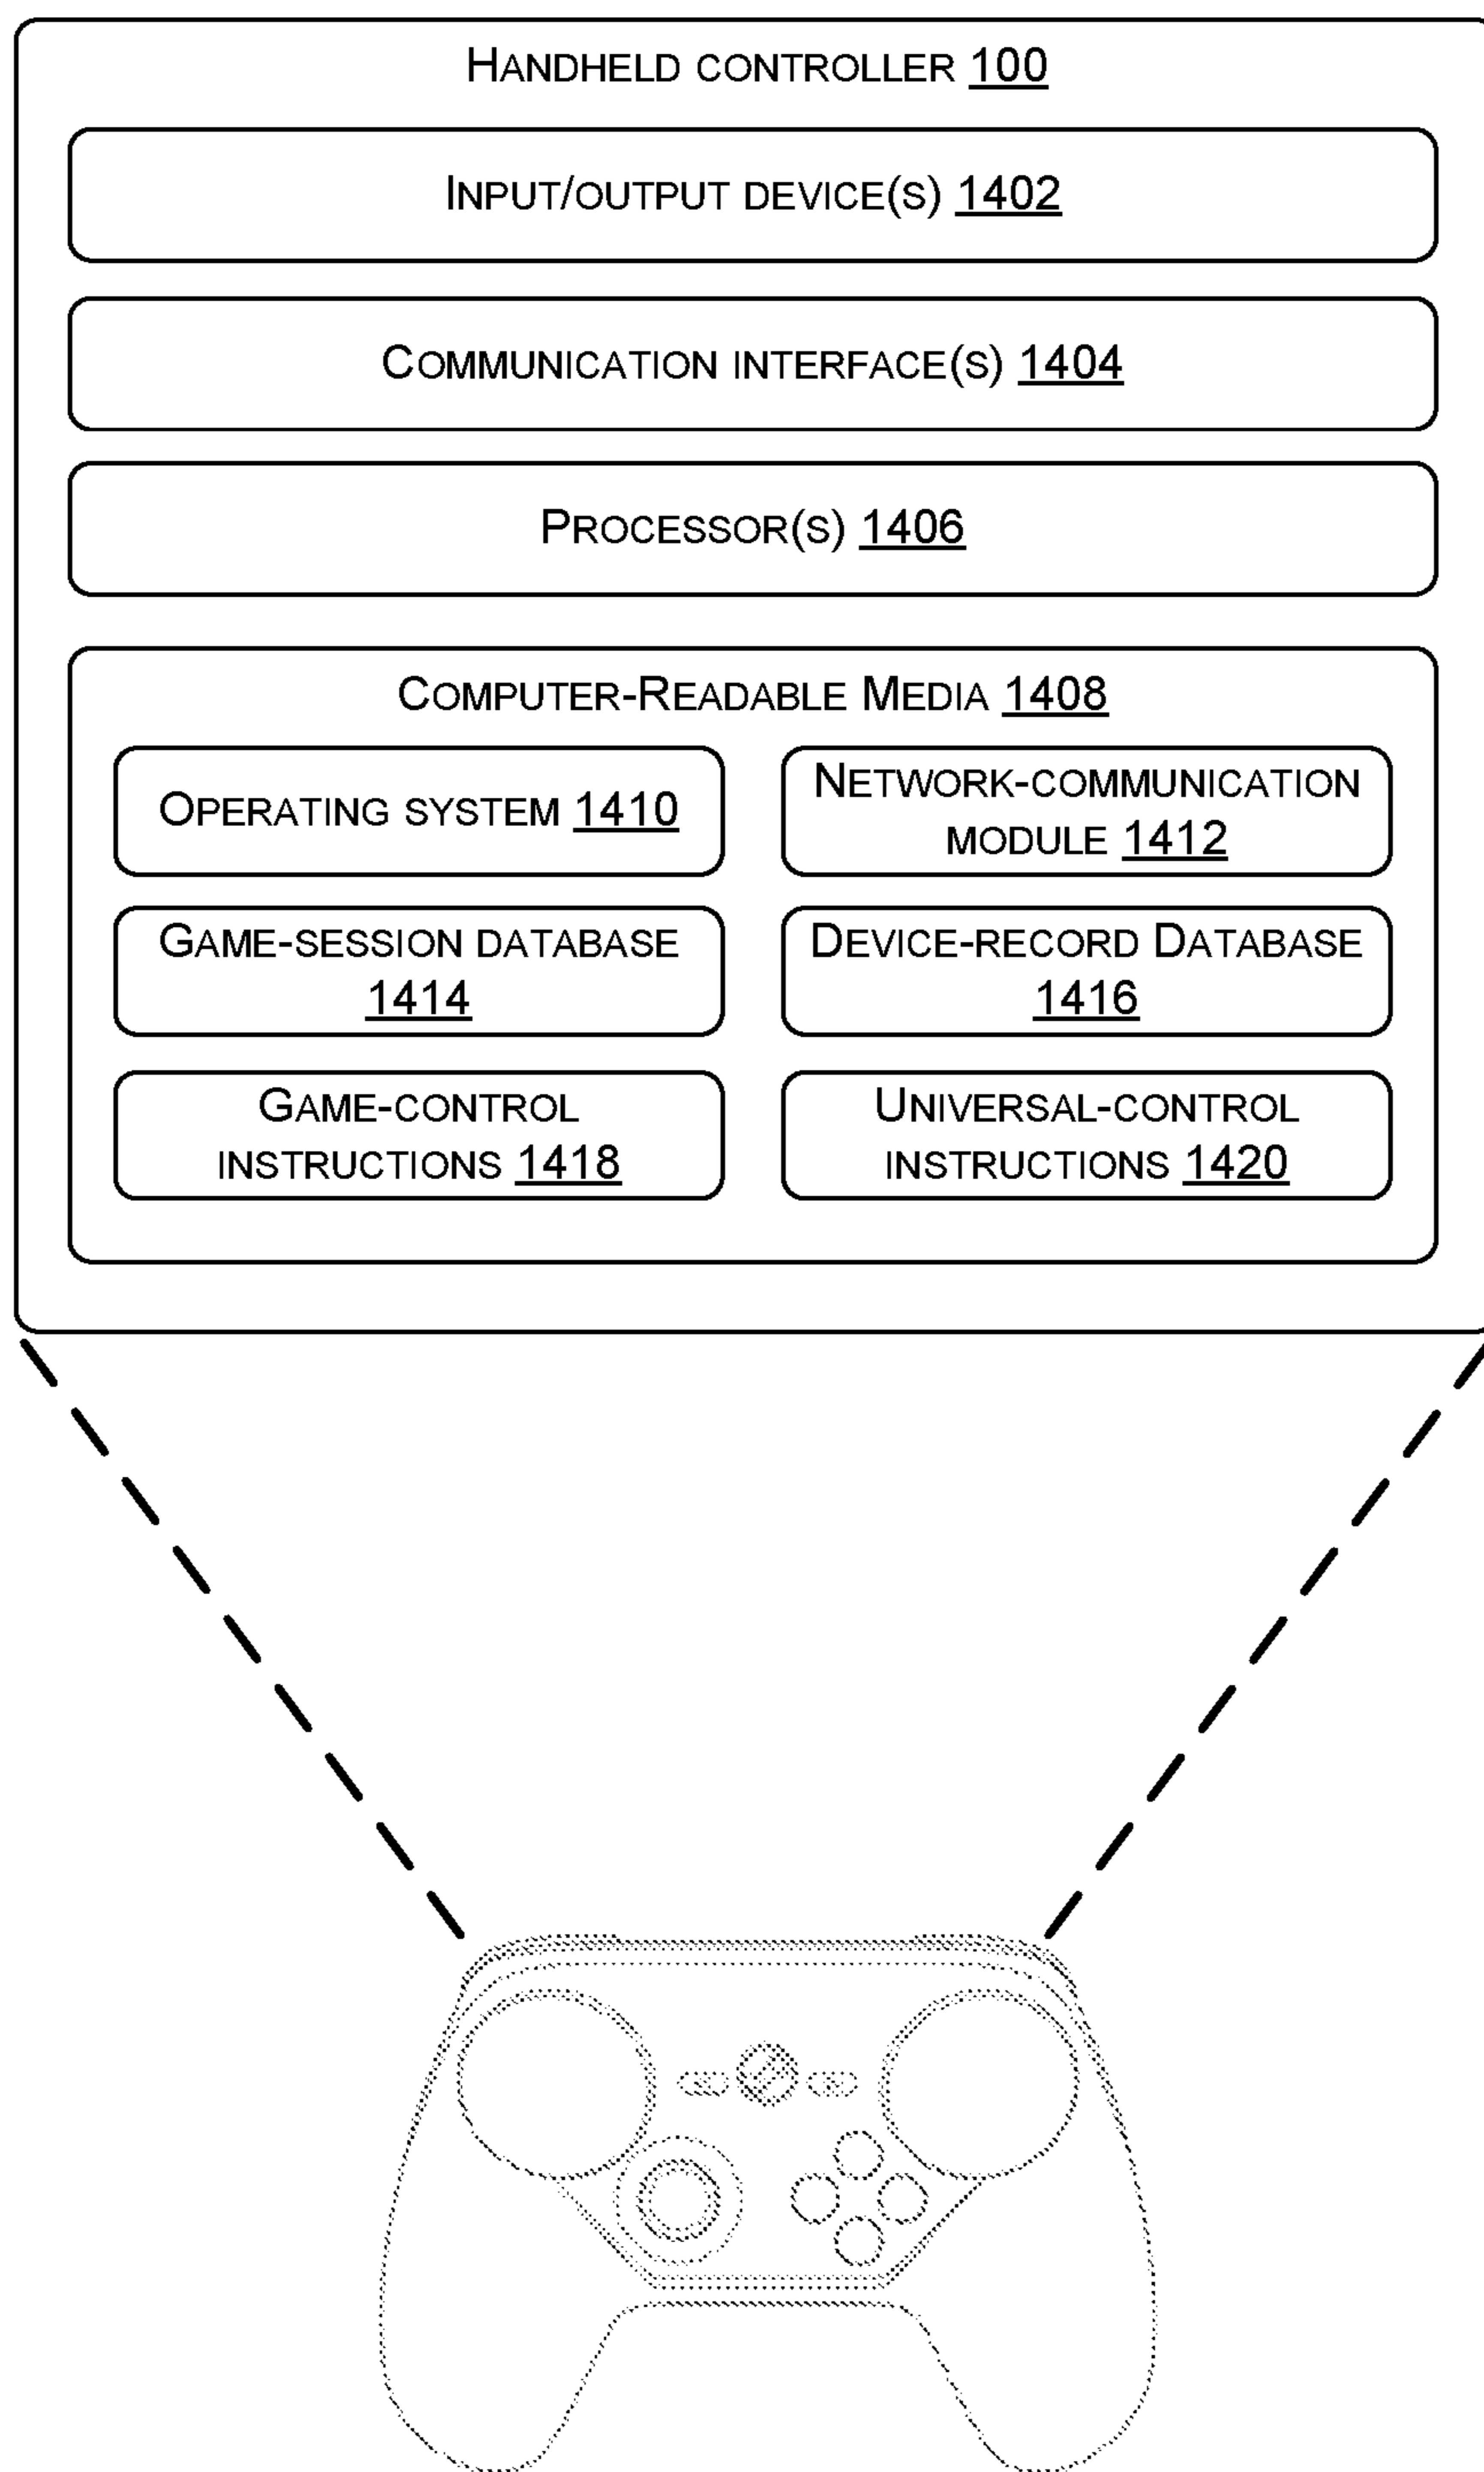 HANDHELD CONTROLLER 100
INPUT/OUTPUT DEVICE(S) 1402
COMMUNICATION INTERFACE(S) 1404
PROCESSOR(S) 1406
COMPUTER-READABLE MEDIA 1408
OPERATING SYSTEM 1410
NETWORK-COMMUNICATION
MODULE 1412
GAME-SESSION DATABASE
1414
DEVICE-RECORD DATABASE
1416
GAME-CONTROL
INSTRUCTIONS 1418
UNIVERSAL-CONTROL
INSTRUCTIONS 1420